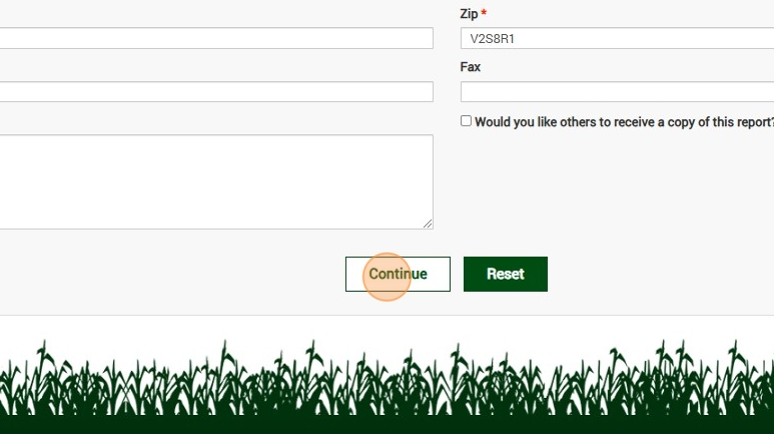 Zip *
V2S8R1
Fax
Would you like others to receive a copy of this report?
Continue
Reset